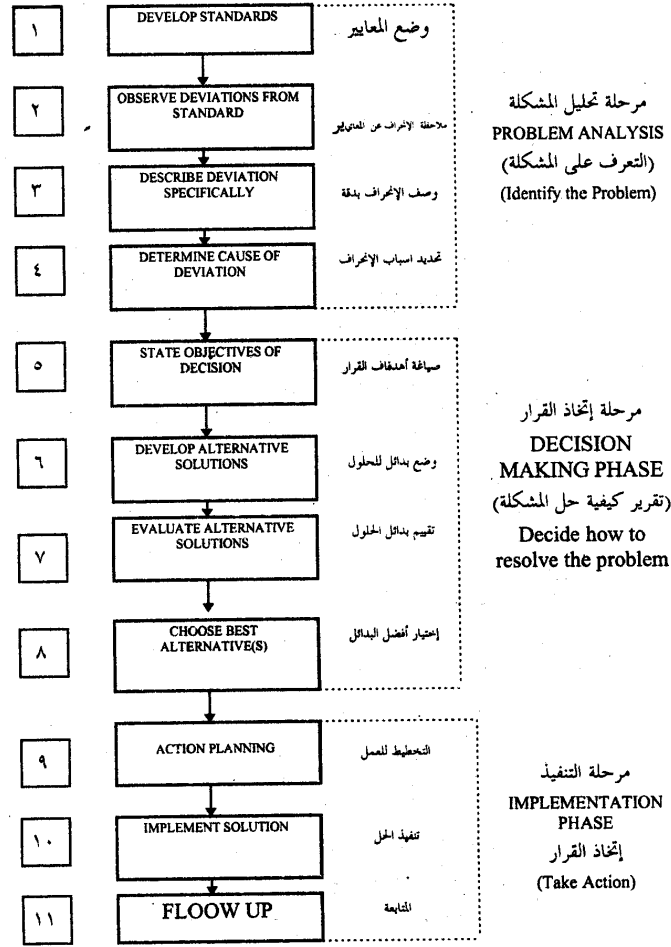 ١
DEVELOP STANDARDS
وضع المعايير
٢
OBSERVE DEVIATIONS FROM
STANDARD
ملاحظة الإنحراف عن المعايير
٣
DESCRIBE DEVIATION
SPECIFICALLY
وصف الإنحراف بدقة
٤
DETERMINE CAUSE OF
DEVIATION
تحديد اسباب الإنحراف
مرحلة تحليل المشكلة
PROBLEM ANALYSIS
(التعرف على المشكلة)
(Identify the Problem)
٥
STATE OBJECTIVES OF
DECISION
صياغة أهدفاف القرار
٦
DEVELOP ALTERNATIVE
SOLUTIONS
وضع بدائل للحلول
٧
EVALUATE ALTERNATIVE
SOLUTIONS
تقييم بدائل الحلول
٨
CHOOSE BEST
ALTERNATIVE(S)
إختيار أفضل البدائل
مرحلة إتخاذ القرار
DECISION
MAKING PHASE
(تقرير كيفية حل المشكلة)
Decide how to
resolve the problem
٩
ACTION PLANNING
التخطيط للعمل
١٠
IMPLEMENT SOLUTION
تنفيذ الحل
١١
FLOOW UP
المتابعة
مرحلة التنفيذ
IMPLEMENTATION
PHASE
إتخاذ القرار
(Take Action)